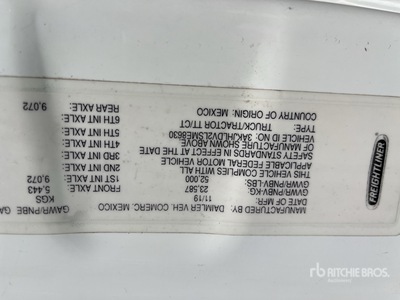 FREIGHTLINER
MANUFACTURED BY: DAIMLER VEH. COMERC. MEXICO
DATE OF MFR: 11/19
GVWR/PNBV-KG: 23,587
GVWR/PNBV-LBS: 52,000
THIS VEHICLE COMPLIES WITH ALL
APPLICABLE FEDERAL MOTOR VEHICLE
SAFETY STANDARDS IN EFFECT AT THE DATE
OF MANUFACTURE SHOWN ABOVE
VEHICLE ID NO:
TYPE: TRUCK/TRACTOR TT/CT
COUNTRY OF ORIGIN: MEXICO
GAWR/PNBE GA
KGS
FRONT AXLE: 5,443
1ST INT AXLE: 9,072
2ND INT AXLE:
3RD INT AXLE:
4TH INT AXLE:
5TH INT AXLE:
6TH INT AXLE:
REAR AXLE: 9,072
rb RITCHIE BROS.